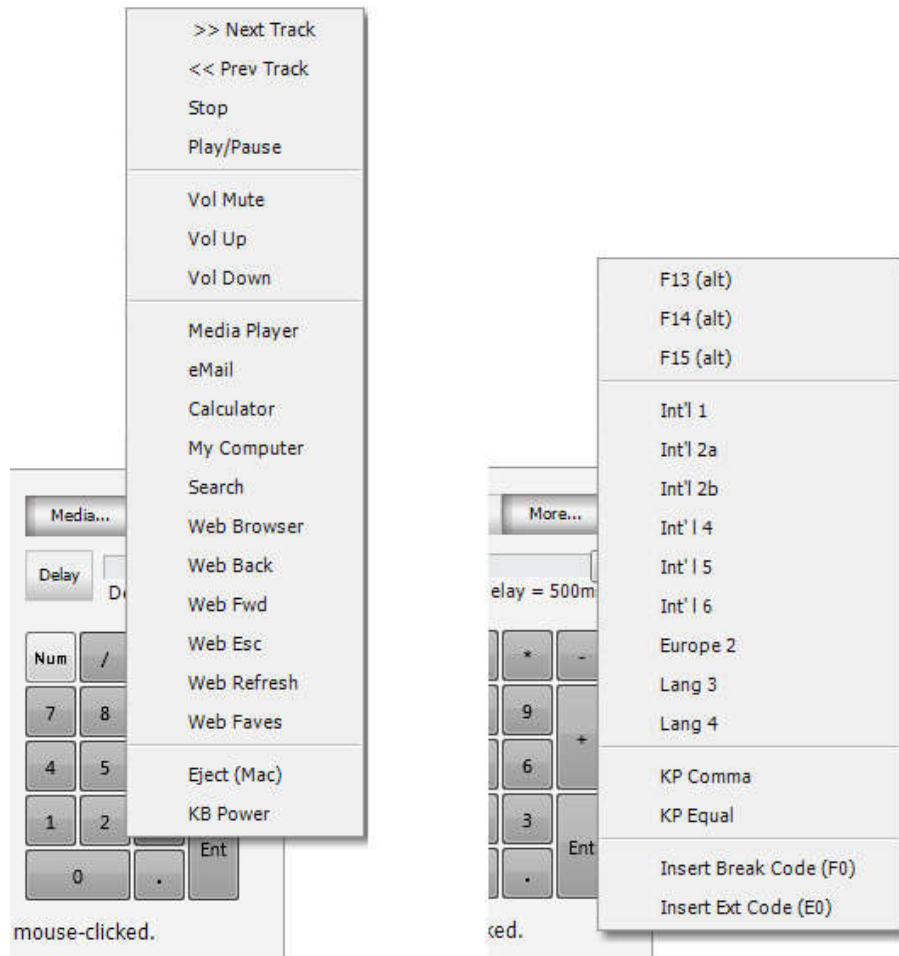 >> Next Track
<< Prev Track
Stop
Play/Pause
Vol Mute
Vol Up
Vol Down
Media Player
eMail
Calculator
My Computer
Search
Web Browser
Web Back
Web Fwd
Web Esc
Web Refresh
Web Faves
Eject (Mac)
KB Power
Media...
Delay
Num /
7 8
4 5
1 2
Ent
0 .
mouse-clicked.
F13 (alt)
F14 (alt)
F15 (alt)
Int'l 1
Int'l 2a
Int'l 2b
Int' l 4
Int' l 5
Int' l 6
Europe 2
Lang 3
Lang 4
KP Comma
KP Equal
Insert Break Code (F0)
Insert Ext Code (E0)
More...
elay = 500m
* -
9
+
6
3
Ent
.
ked.